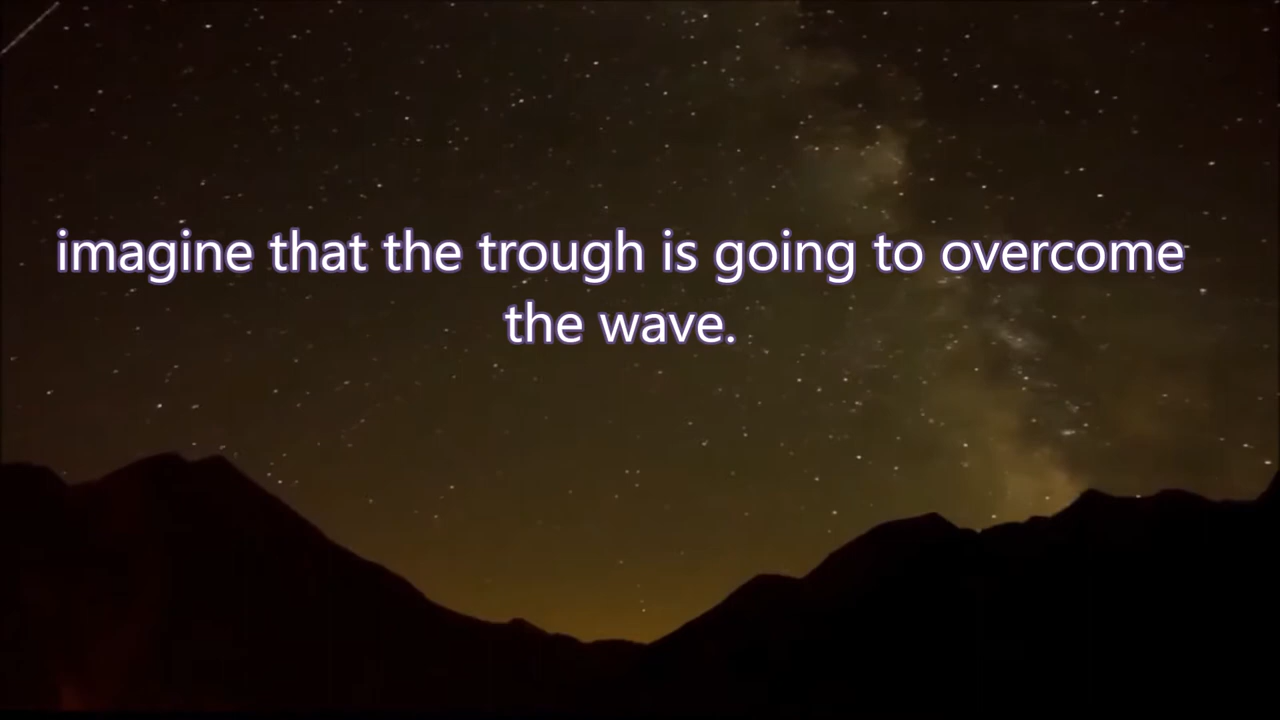 imagine that the trough is going to overcome
the wave.